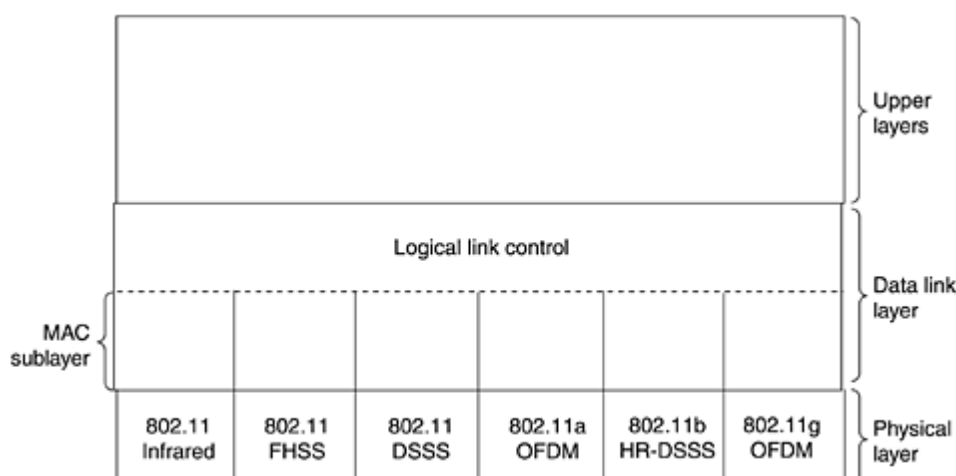 Upper
layers
Logical link control
Data link
layer
MAC
sublayer
802.11
Infrared
802.11
FHSS
802.11
DSSS
802.11a
OFDM
802.11b
HR-DSSS
802.11g
OFDM
Physical
layer